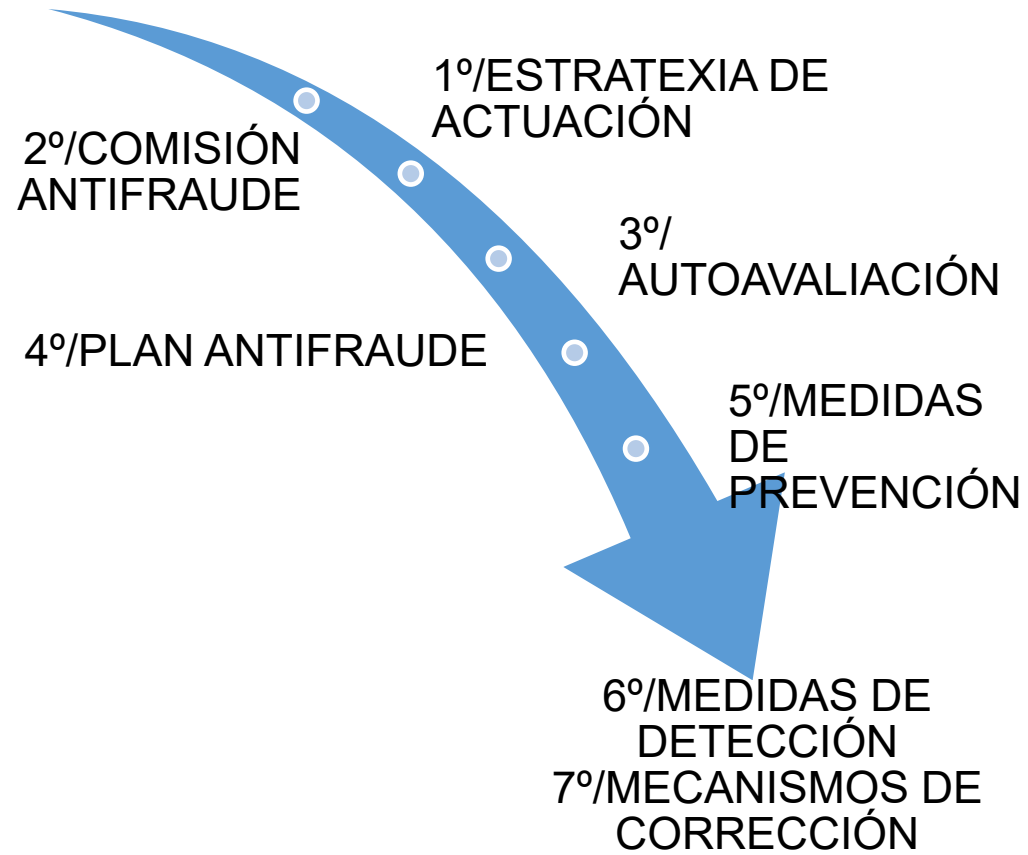 1º/ESTRATEXIA DE
ACTUACIÓN
2º/COMISIÓN
ANTIFRAUDE
3º/
AUTOAVALIACIÓN
4º/PLAN ANTIFRAUDE
5º/MEDIDAS
DE
PREVENCIÓN
6º/MEDIDAS DE
DETECCIÓN
7º/MECANISMOS DE
CORRECCIÓN